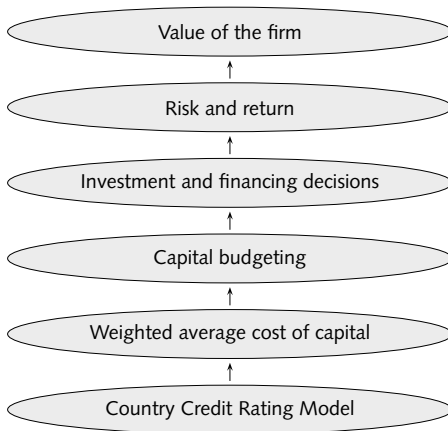 Value of the firm
Risk and return
Investment and financing decisions
Capital budgeting
Weighted average cost of capital
Country Credit Rating Model